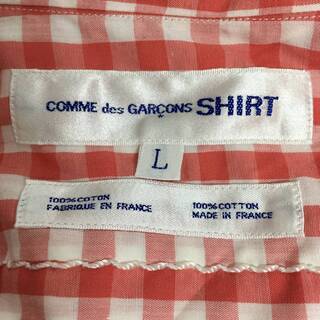 COMME des GARÇONS SHIRT
L
100%COTTON 100%COTTON
FABRIQUE EN FRANCE MADE IN FRANCE